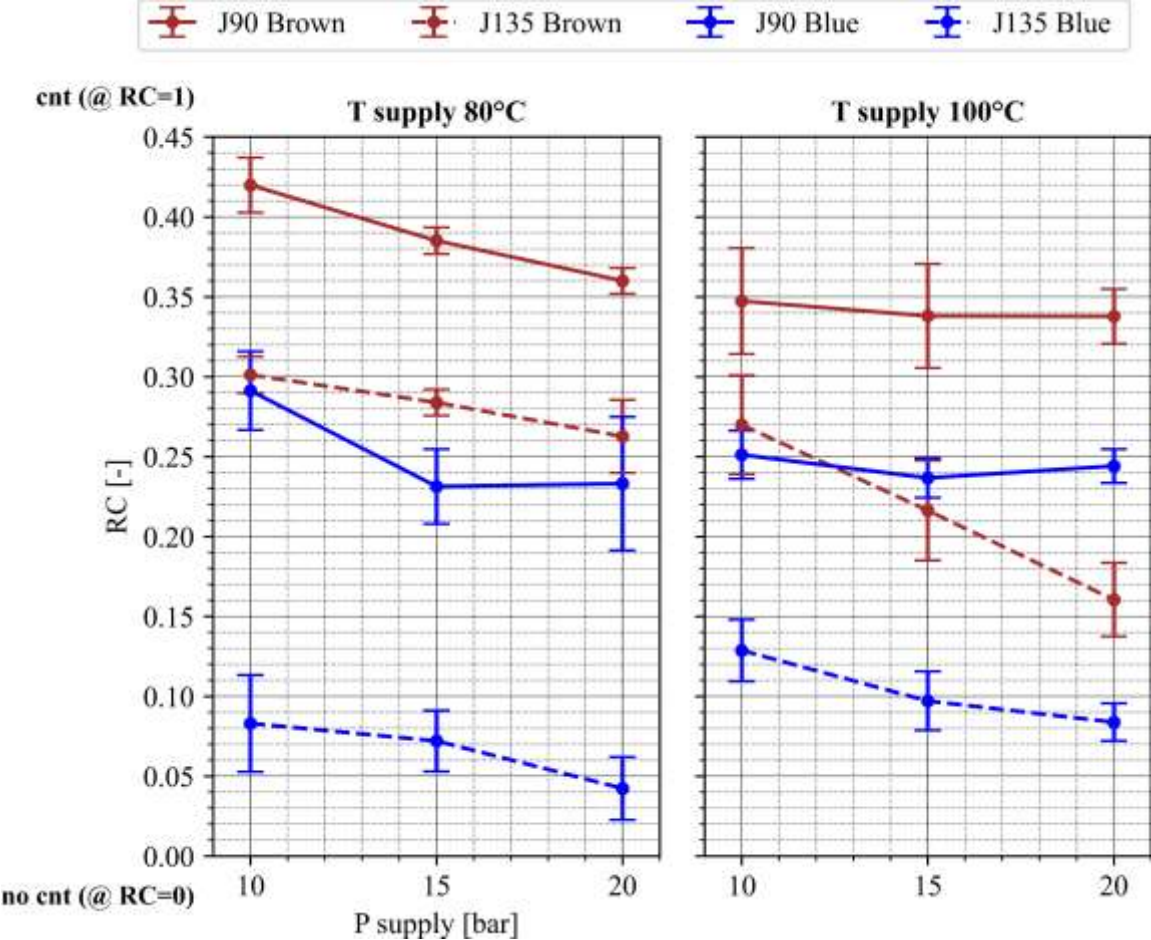 J90 Brown J135 Brown J90 Blue J135 Blue
cnt (@ RC=1)
T supply 80°C T supply 100°C
0.45
0.40
0.35
0.30
0.25
0.20
0.15
0.10
0.05
0.00
RC [-]
10 15 20 10 15 20
no cnt (@ RC=0)
P supply [bar]